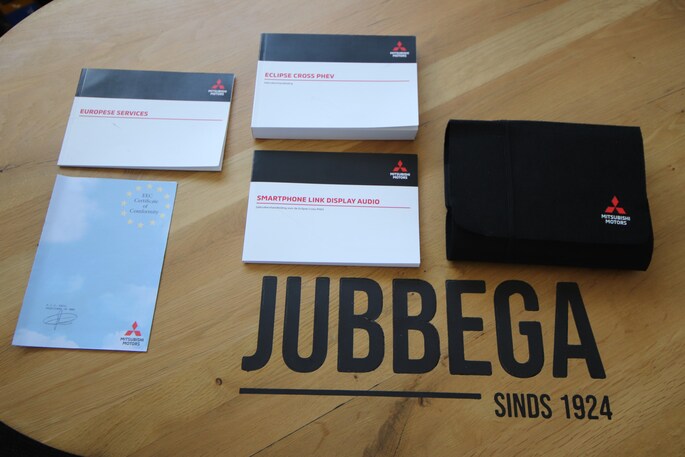 MITSUBISHI
MOTORS
EUROPESE SERVICES
MITSUBISHI
MOTORS
ECLIPSE CROSS PHEV
MITSUBISHI
MOTORS
SMARTPHONE LINK DISPLAY AUDIO
MITSUBISHI
MOTORS
EEC
Certificate
of
Conformity
MITSUBISHI
MOTORS
JUBBEGA
SINDS 1924